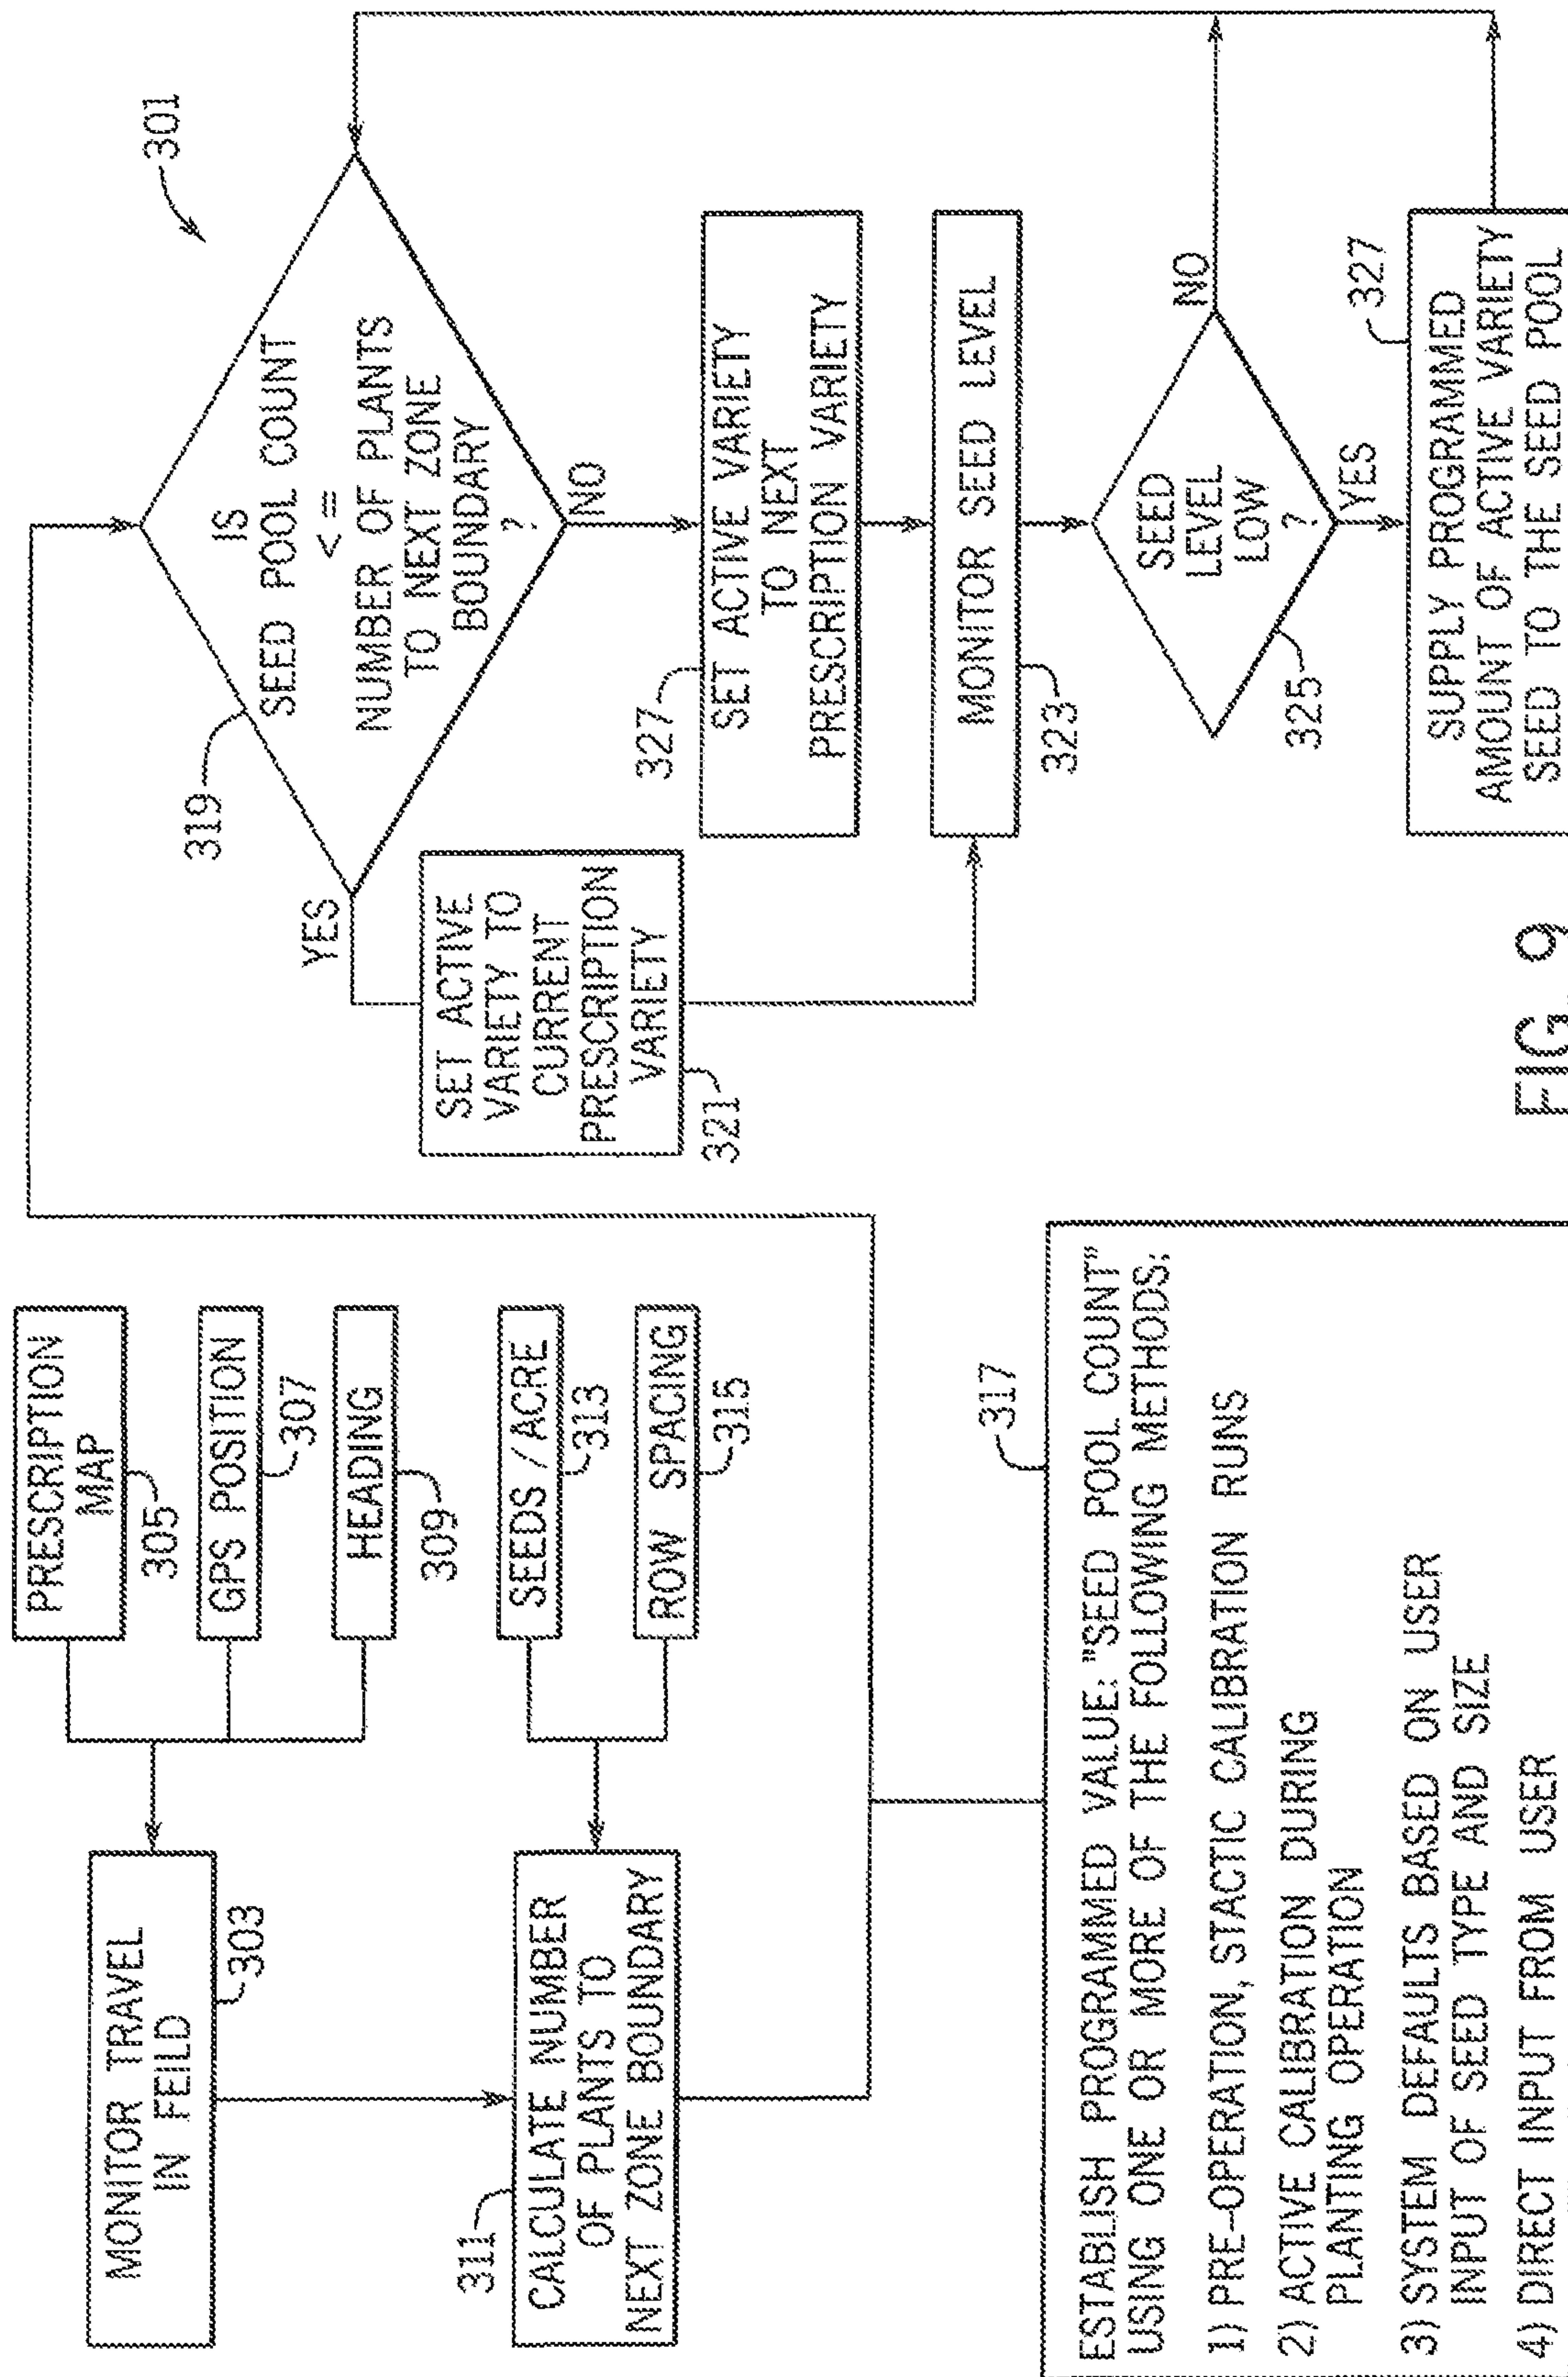 301
PRESCRIPTION
MAP
305
GPS POSITION
307
HEADING
309
MONITOR TRAVEL
IN FEILD
303
SEEDS / ACRE
313
ROW SPACING
315
CALCULATE NUMBER
OF PLANTS TO
NEXT ZONE BOUNDARY
311
317
ESTABLISH PROGRAMMED VALUE: "SEED POOL COUNT"
USING ONE OR MORE OF THE FOLLOWING METHODS:
1) PRE-OPERATION, STACTIC CALIBRATION RUNS
2) ACTIVE CALIBRATION DURING
PLANTING OPERATION
3) SYSTEM DEFAULTS BASED ON USER
INPUT OF SEED TYPE AND SIZE
4) DIRECT INPUT FROM USER
319
IS
SEED POOL COUNT
< =
NUMBER OF PLANTS
TO NEXT ZONE
BOUNDARY
?
YES
NO
SET ACTIVE
VARIETY TO
CURRENT
PRESCRIPTION
VARIETY
321
327
SET ACTIVE VARIETY
TO NEXT
PRESCRIPTION VARIETY
MONITOR SEED LEVEL
323
SEED
LEVEL
LOW
?
325
NO
YES
327
SUPPLY PROGRAMMED
AMOUNT OF ACTIVE VARIETY
SEED TO THE SEED POOL
FIG. 9